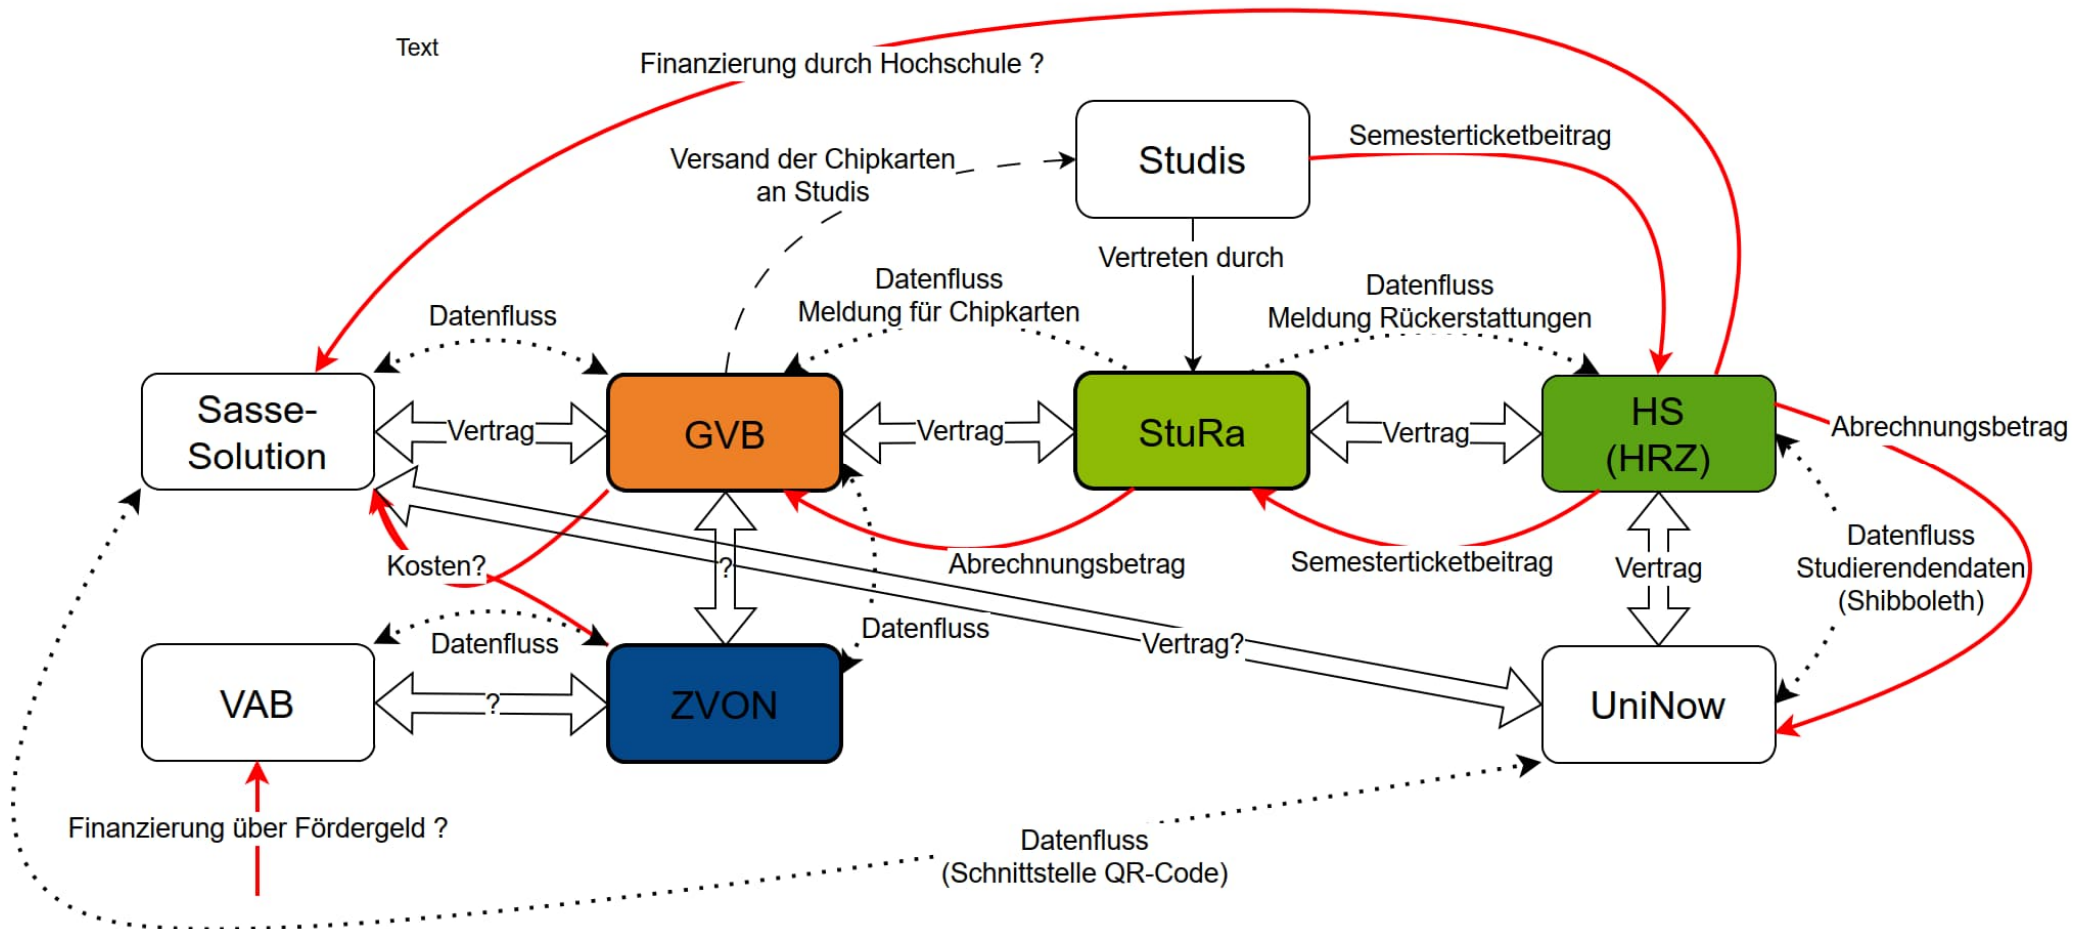 Text
Finanzierung durch Hochschule ?
Studis
Semesterticketbeitrag
Versand der Chipkarten
an Studis
Vertreten durch
Datenfluss
Meldung für Chipkarten
Datenfluss
Meldung Rückerstattungen
Datenfluss
Sasse-
Solution
Vertrag
GVB
Vertrag
StuRa
Vertrag
HS
(HRZ)
Abrechnungsbetrag
Kosten?
?
Abrechnungsbetrag
Semesterticketbeitrag
Vertrag
Datenfluss
Studierendendaten
(Shibboleth)
Datenfluss
Datenfluss
Vertrag?
VAB
?
ZVON
UniNow
Finanzierung über Fördergeld ?
Datenfluss
(Schnittstelle QR-Code)